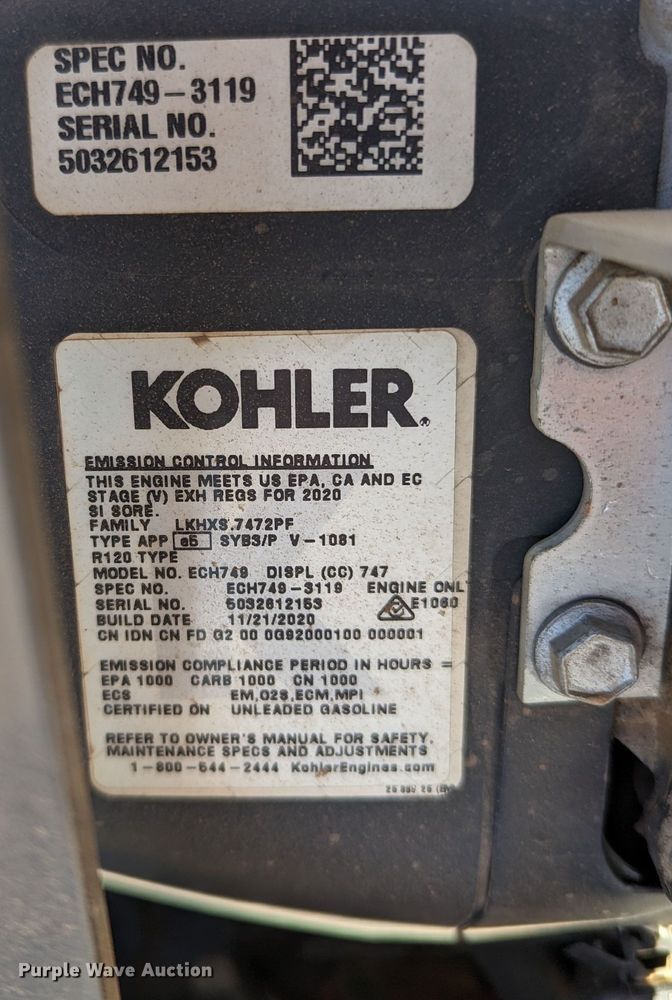 SPEC NO.
ECH749-3119
SERIAL NO.
5032612153
KOHLER®
EMISSION CONTROL INFORMATION
THIS ENGINE MEETS US EPA, CA AND EC
STAGE (V) EXH REGS FOR 2020
SI SORE.
FAMILY LKHXS.7472PF
TYPE APP e5 SYB3/P V-1081
R120 TYPE
MODEL NO. ECH749 DISPL (CC) 747
SPEC NO. ECH749-3119 ENGINE ONL
SERIAL NO. 5032612153 E1060
BUILD DATE 11/21/2020
CN IDN CN FD G2 00 0G92000100 000001
EMISSION COMPLIANCE PERIOD IN HOURS =
EPA 1000 CARB 1000 CN 1000
ECS EM,O2S,ECM,MPI
CERTIFIED ON UNLEADED GASOLINE
REFER TO OWNER'S MANUAL FOR SAFETY,
MAINTENANCE SPECS AND ADJUSTMENTS
1-800-544-2444 KohlerEngines.com
Purple Wave Auction